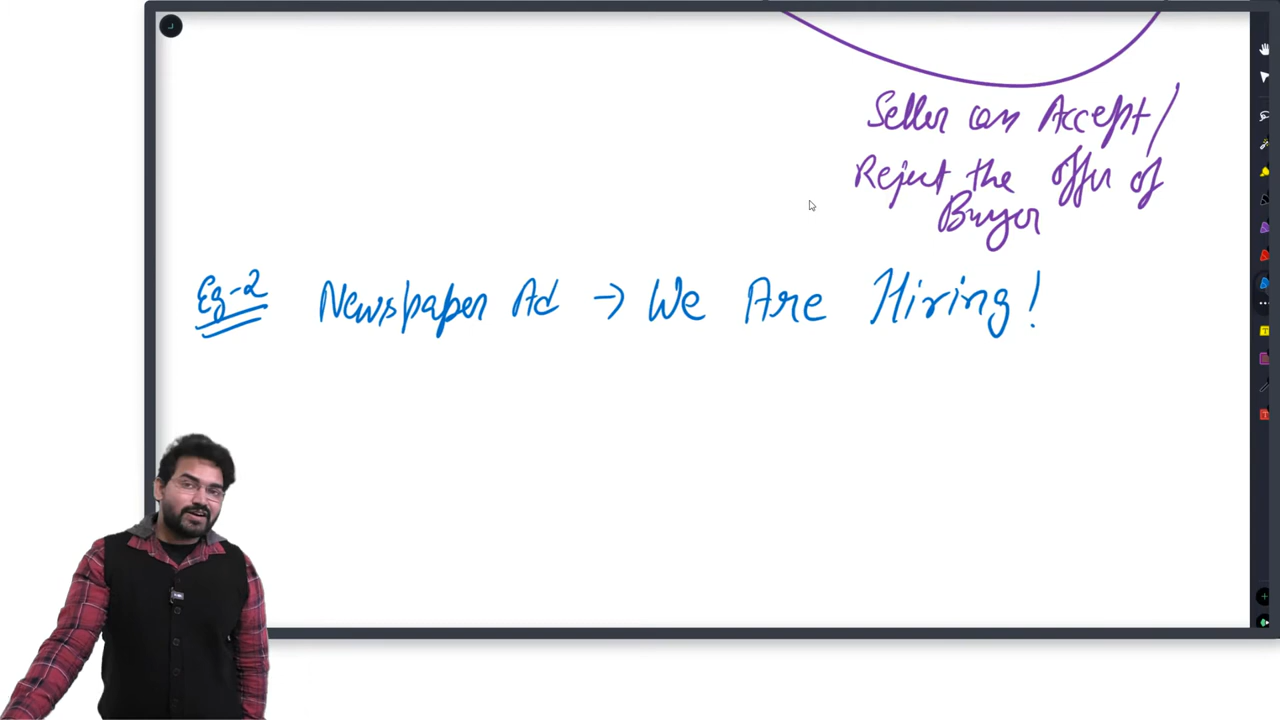 Seller can Accept/
Reject the offer of
Buyer
Eg-2 Newspaper Ad → We Are Hiring!